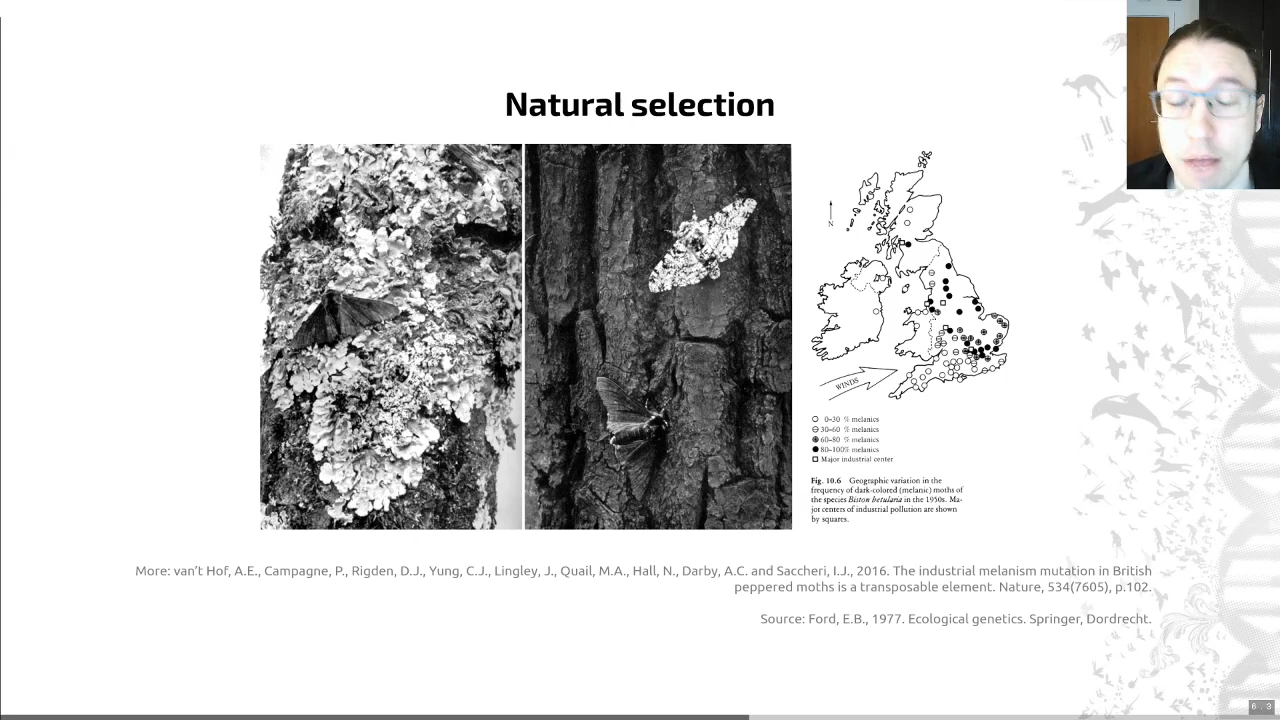 Natural selection
N
WINDS
0–30 % melanics
30–60 % melanics
60–80 % melanics
80–100% melanics
Major industrial center
Fig. 10.6 Geographic variation in the
frequency of dark-colored (melanic) moths of
the species Biston betularia in the 1950s. Ma-
jor centers of industrial pollution are shown
by squares.
More: van’t Hof, A.E., Campagne, P., Rigden, D.J., Yung, C.J., Lingley, J., Quail, M.A., Hall, N., Darby, A.C. and Saccheri, I.J., 2016. The industrial melanism mutation in British
peppered moths is a transposable element. Nature, 534(7605), p.102.
Source: Ford, E.B., 1977. Ecological genetics. Springer, Dordrecht.
6 . 3